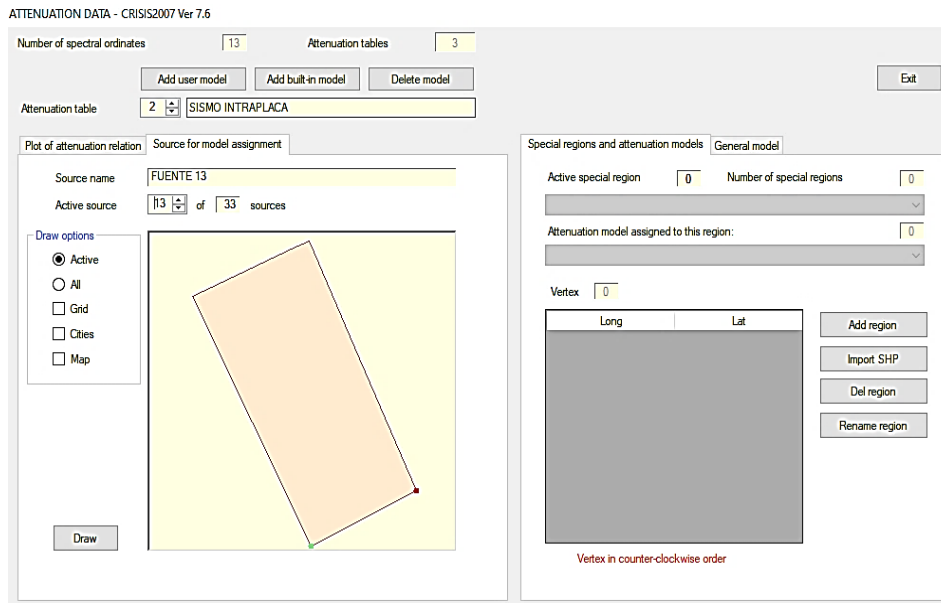 ATTENUATION DATA - CRISIS2007 Ver 7.6
Number of spectral ordinates 13 Attenuation tables 3
Add user model Add built-in model Delete model Exit
Attenuation table 2 SISMO INTRAPLACA
Plot of attenuation relation Source for model assignment
Source name FUENTE 13
Active source 13 of 33 sources
Draw options
Active
All
Grid
Cities
Map
Draw
Special regions and attenuation models General model
Active special region 0 Number of special regions 0
Attenuation model assigned to this region: 0
Vertex 0
Long Lat
Add region
Import SHP
Del region
Rename region
Vertex in counter-clockwise order